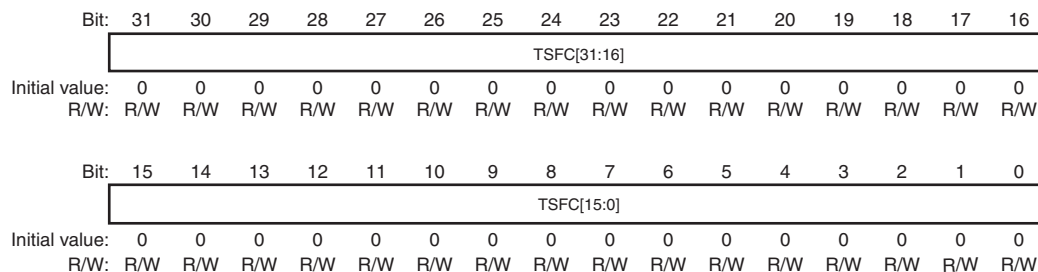 Bit: 31 30 29 28 27 26 25 24 23 22 21 20 19 18 17 16
TSFC[31:16]
Initial value: 0 0 0 0 0 0 0 0 0 0 0 0 0 0 0 0
R/W: R/W R/W R/W R/W R/W R/W R/W R/W R/W R/W R/W R/W R/W R/W R/W R/W
Bit: 15 14 13 12 11 10 9 8 7 6 5 4 3 2 1 0
TSFC[15:0]
Initial value: 0 0 0 0 0 0 0 0 0 0 0 0 0 0 0 0
R/W: R/W R/W R/W R/W R/W R/W R/W R/W R/W R/W R/W R/W R/W R/W R/W R/W